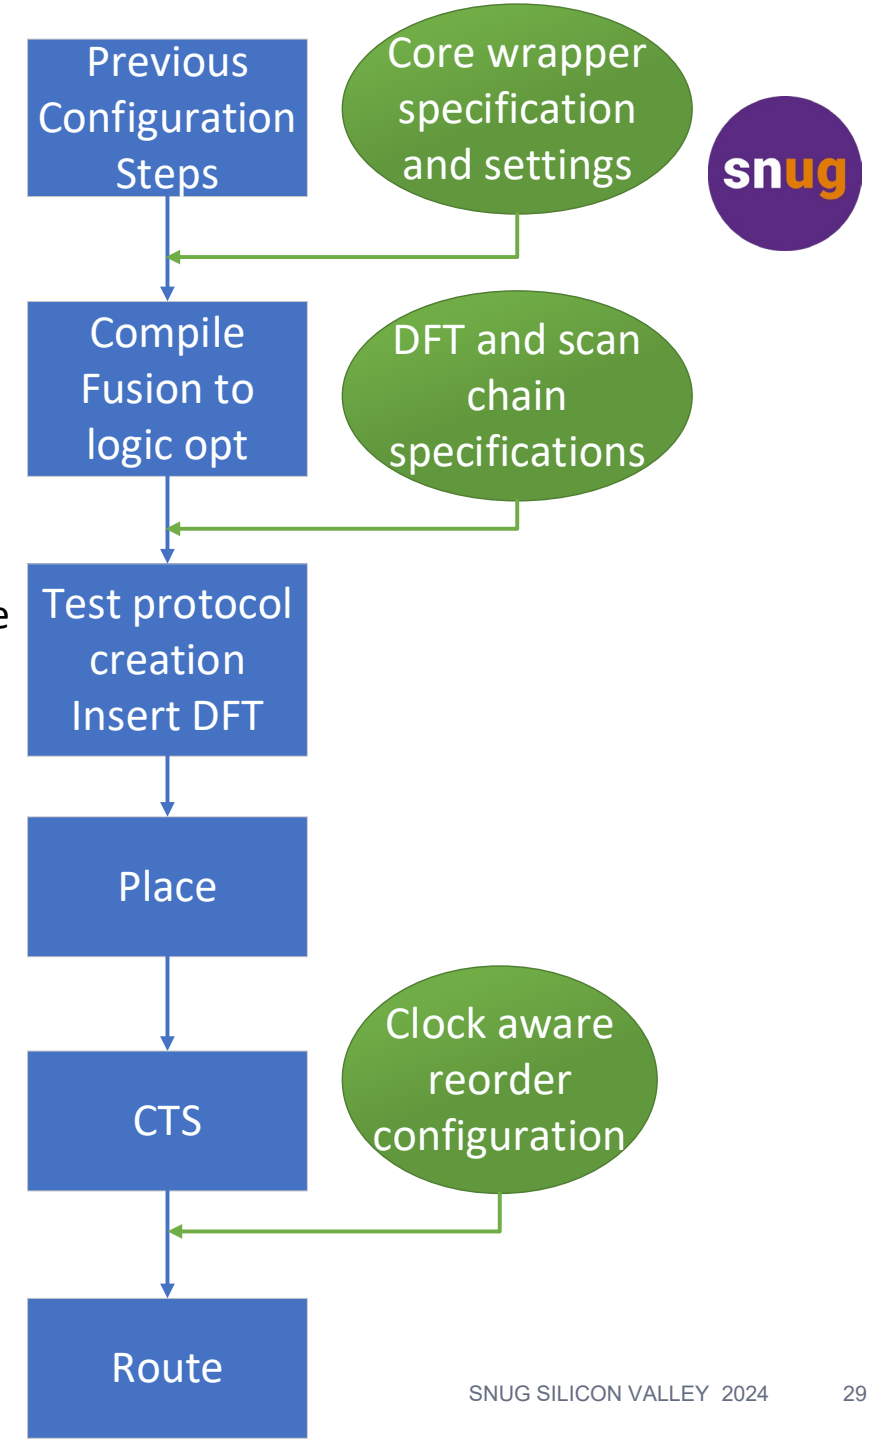 Previous
Configuration
Steps
Core wrapper
specification
and settings
snug
Compile
Fusion to
logic opt
DFT and scan
chain
specifications
e
Test protocol
creation
Insert DFT
Place
Clock aware
reorder
configuration
CTS
Route
SNUG SILICON VALLEY 2024 29